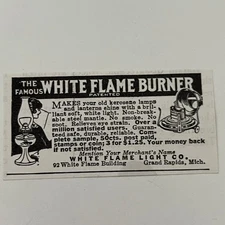 THE FAMOUS WHITE FLAME BURNER
PATENTED
MAKES your old kerosene lamps
and lanterns shine with a bril-
liant soft, white light. Non-break-
able steel mantle. No smoke. No
soot. Relieves eye strain. Over a
million satisfied users. Guaran-
teed safe, durable, reliable. Com-
plete sample, 50cts. post paid,
stamps or coin; 3 for $1.25. Your money back
if not satisfied.
Mention Your Merchant's Name
WHITE FLAME LIGHT CO.
92 White Flame Building Grand Rapids, Mich.